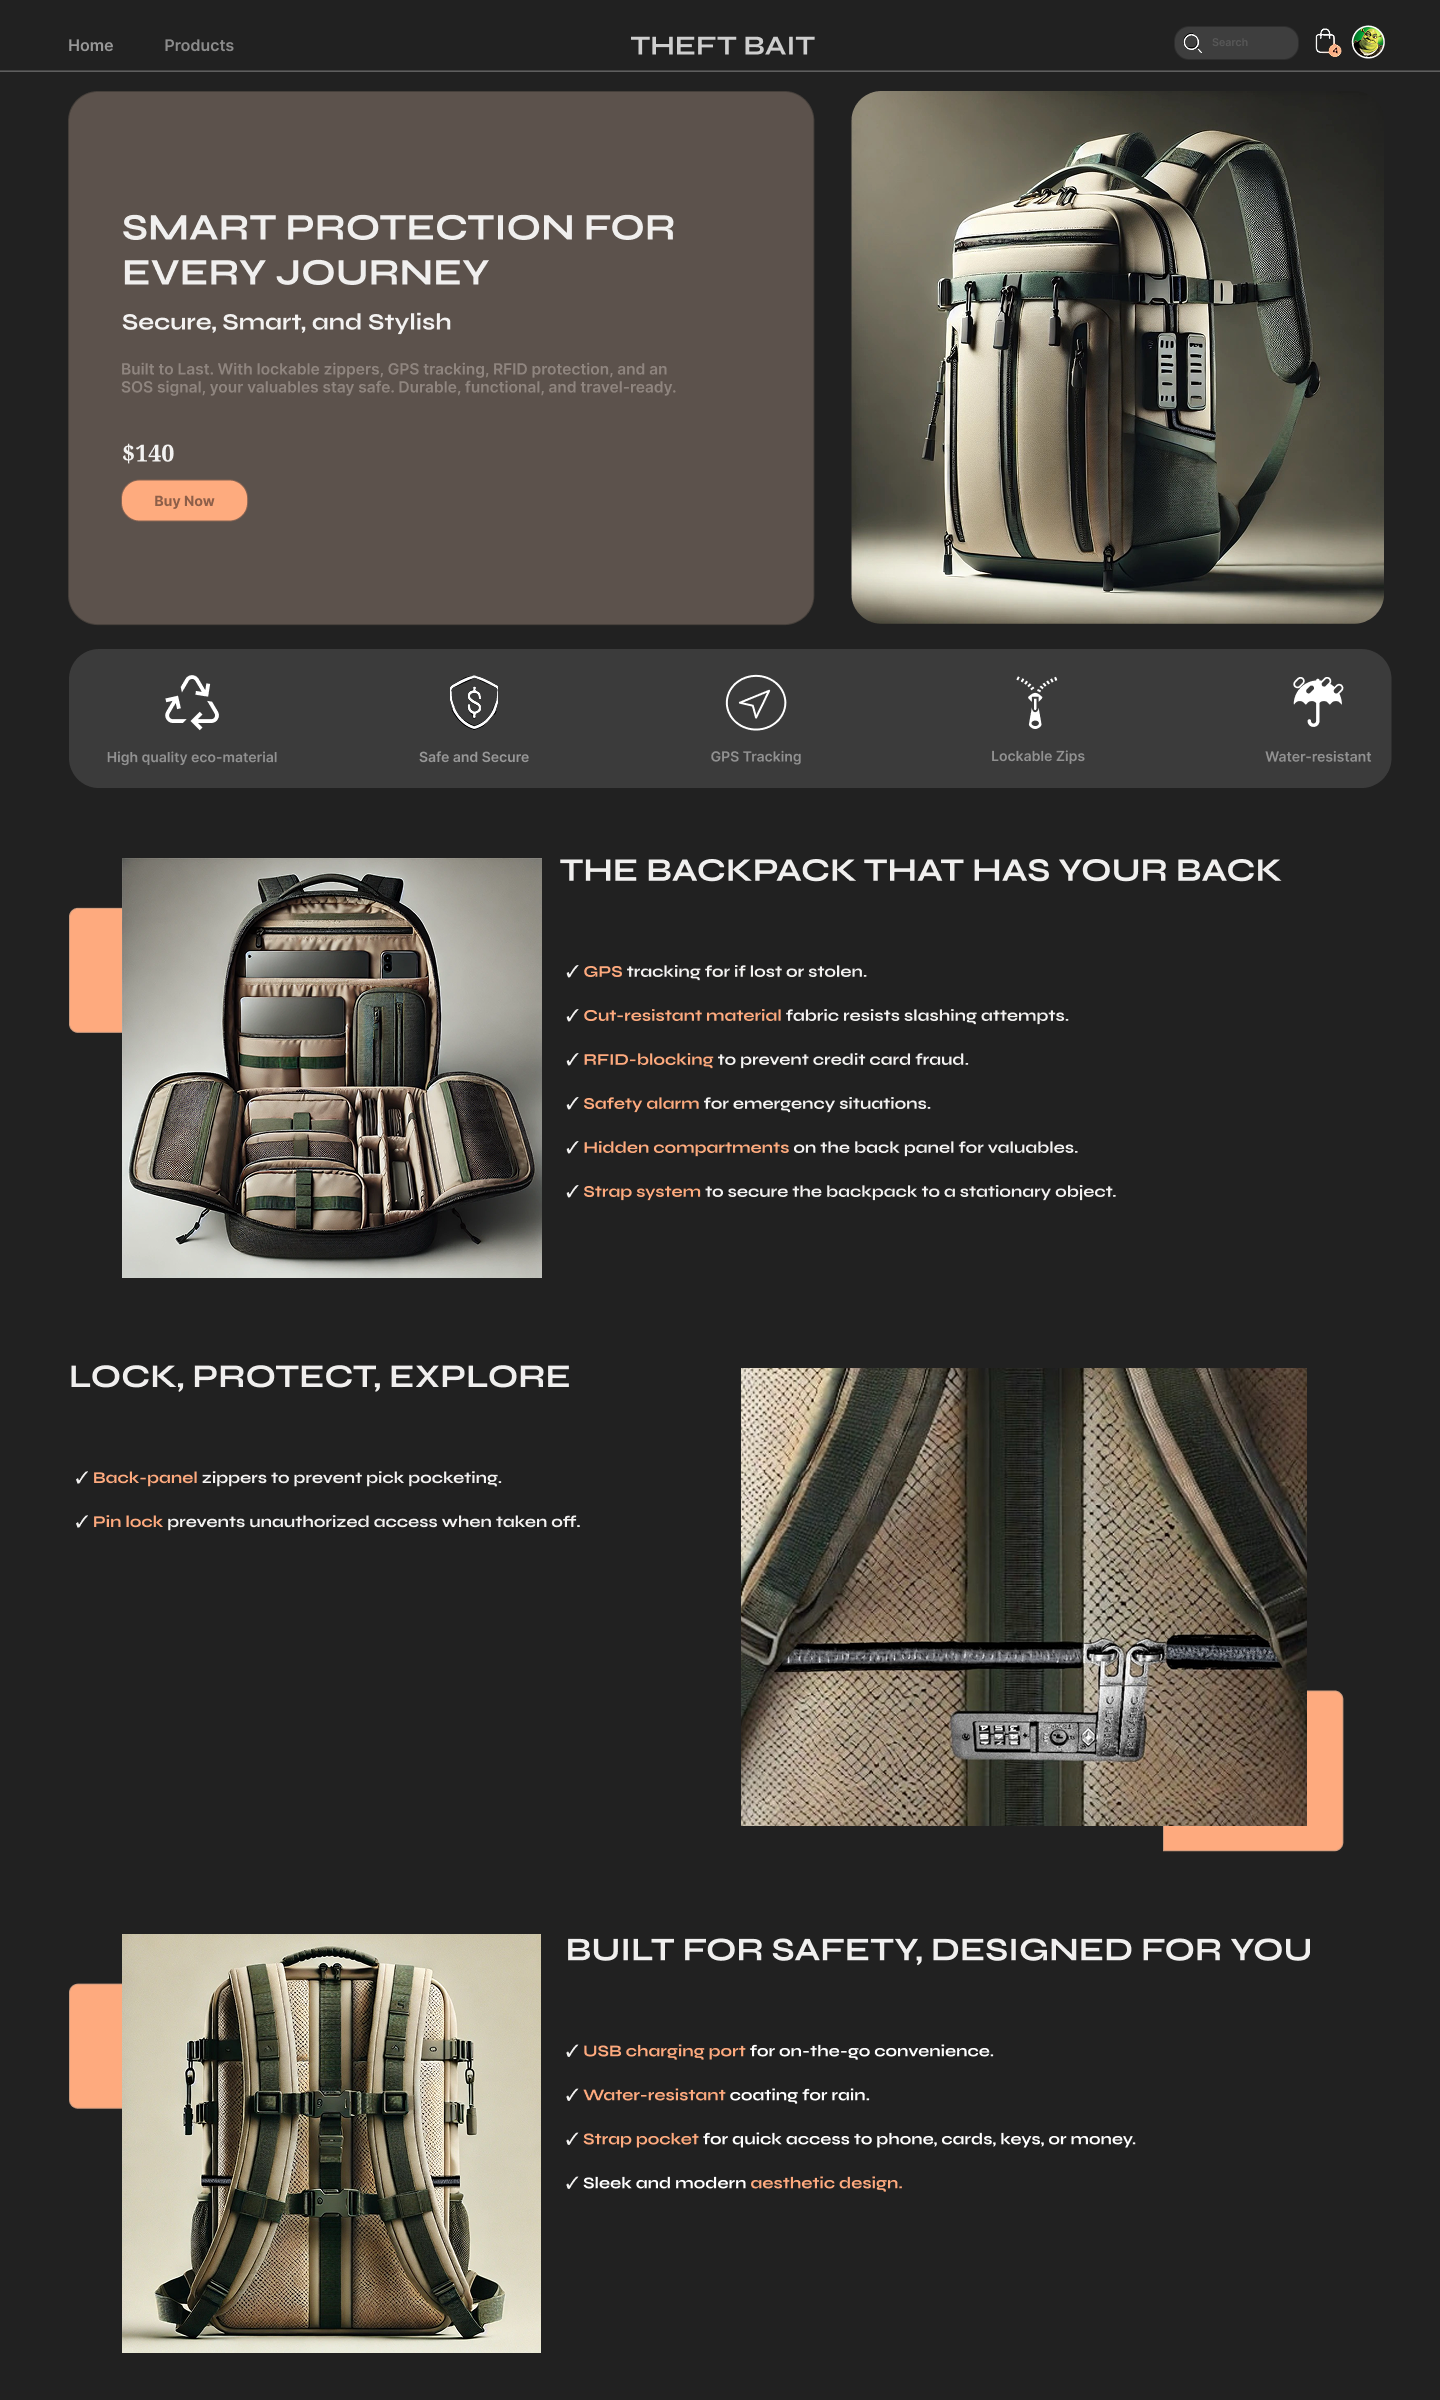 Home
Products
THEFT BAIT
Search
4
SMART PROTECTION FOR
EVERY JOURNEY
Secure, Smart, and Stylish
Built to Last. With lockable zippers, GPS tracking, RFID protection, and an
SOS signal, your valuables stay safe. Durable, functional, and travel-ready.
$140
Buy Now
High quality eco-material
Safe and Secure
GPS Tracking
Lockable Zips
Water-resistant
THE BACKPACK THAT HAS YOUR BACK
✓ GPS tracking for if lost or stolen.
✓ Cut-resistant material fabric resists slashing attempts.
✓ RFID-blocking to prevent credit card fraud.
✓ Safety alarm for emergency situations.
✓ Hidden compartments on the back panel for valuables.
✓ Strap system to secure the backpack to a stationary object.
LOCK, PROTECT, EXPLORE
✓ Back-panel zippers to prevent pick pocketing.
✓ Pin lock prevents unauthorized access when taken off.
BUILT FOR SAFETY, DESIGNED FOR YOU
✓ USB charging port for on-the-go convenience.
✓ Water-resistant coating for rain.
✓ Strap pocket for quick access to phone, cards, keys, or money.
✓ Sleek and modern aesthetic design.